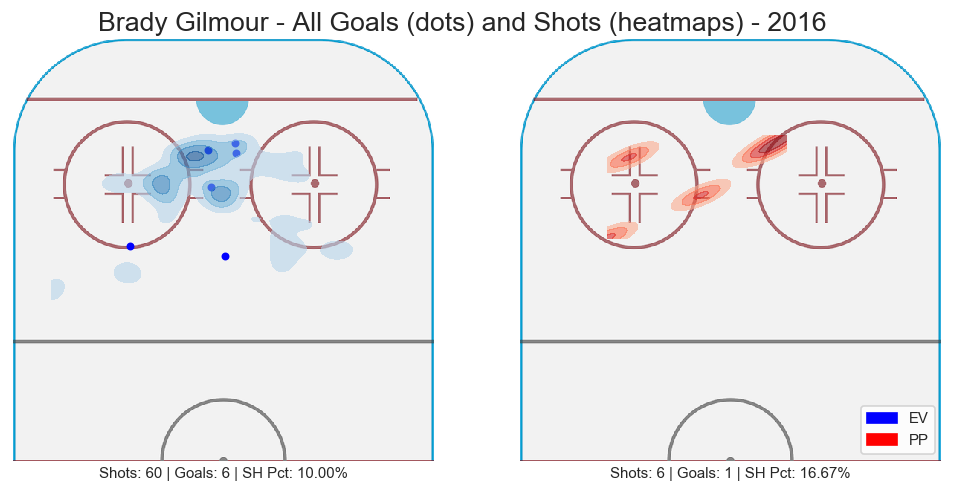 Brady Gilmour - All Goals (dots) and Shots (heatmaps) - 2016
EV
PP
Shots: 60 | Goals: 6 | SH Pct: 10.00%
Shots: 6 | Goals: 1 | SH Pct: 16.67%